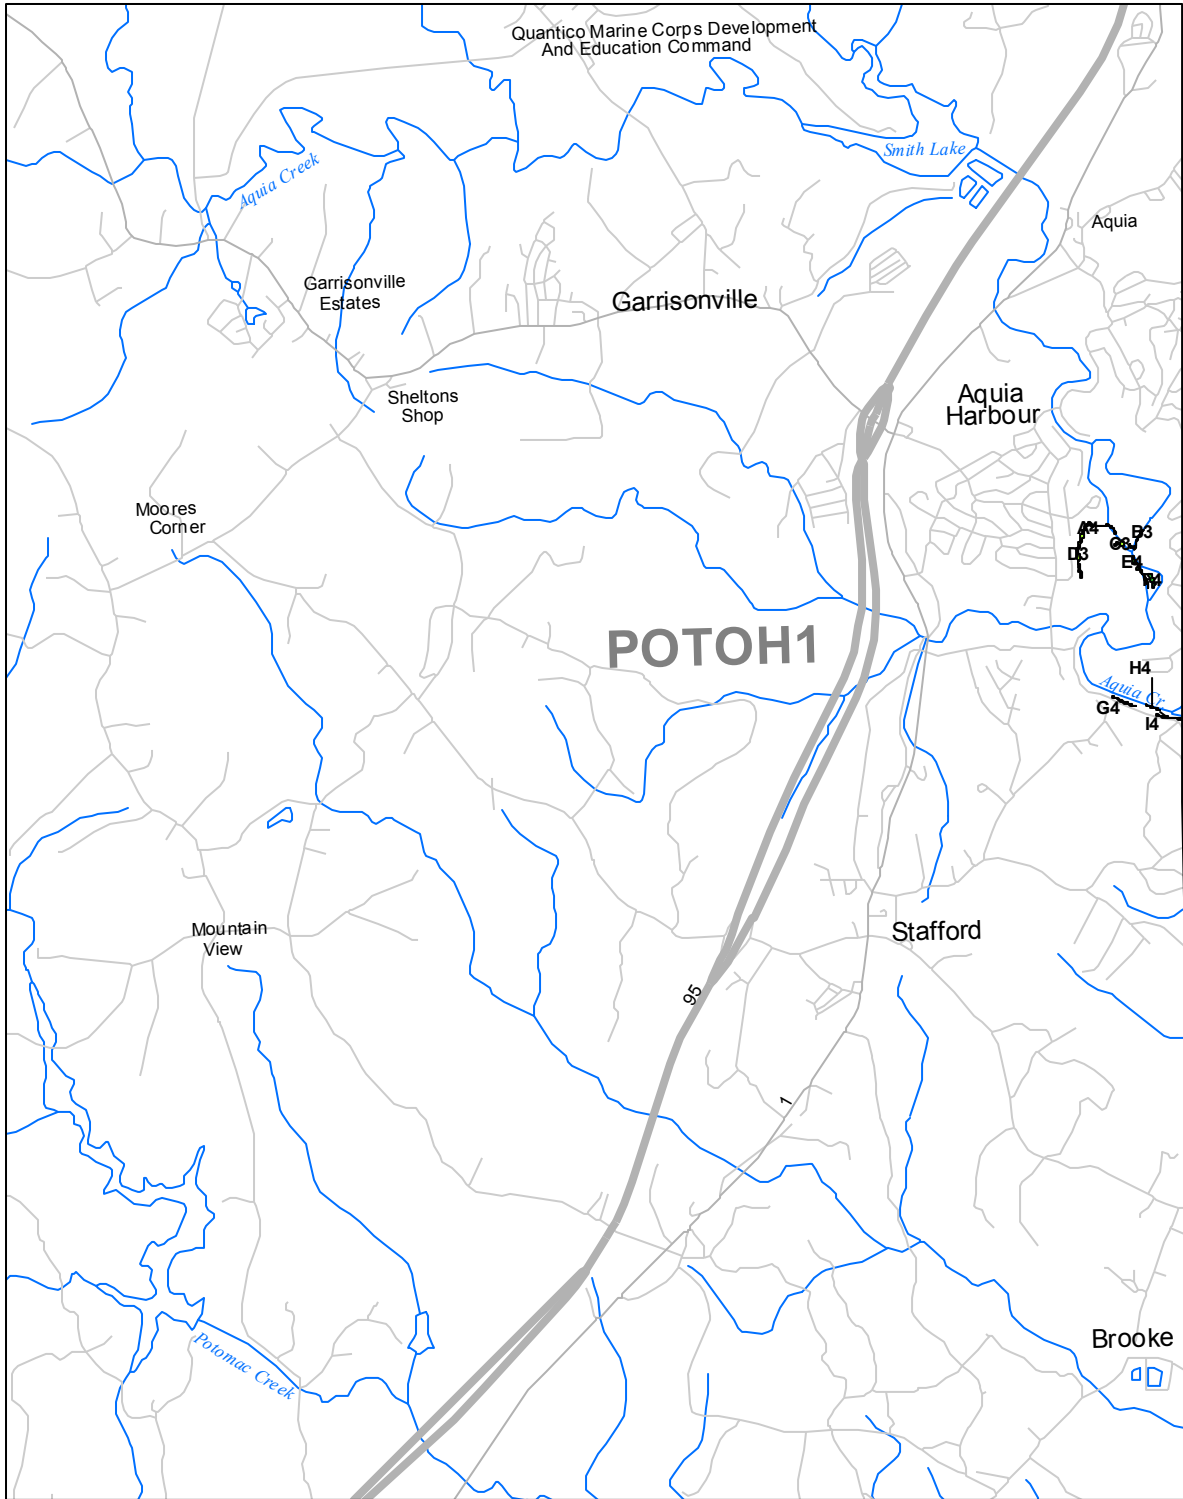 Quantico Marine Corps Development
And Education Command
Smith Lake
Aquia Creek
Aquia
Garrisonville
Estates
Garrisonville
Sheltons
Shop
Aquia
Harbour
Moores
Corner
A4
B3
C3
D3
E4
F4
POTOH1
H4
Aquia Cr
G4
I4
Mountain
View
Stafford
95
1
Potomac Creek
Brooke